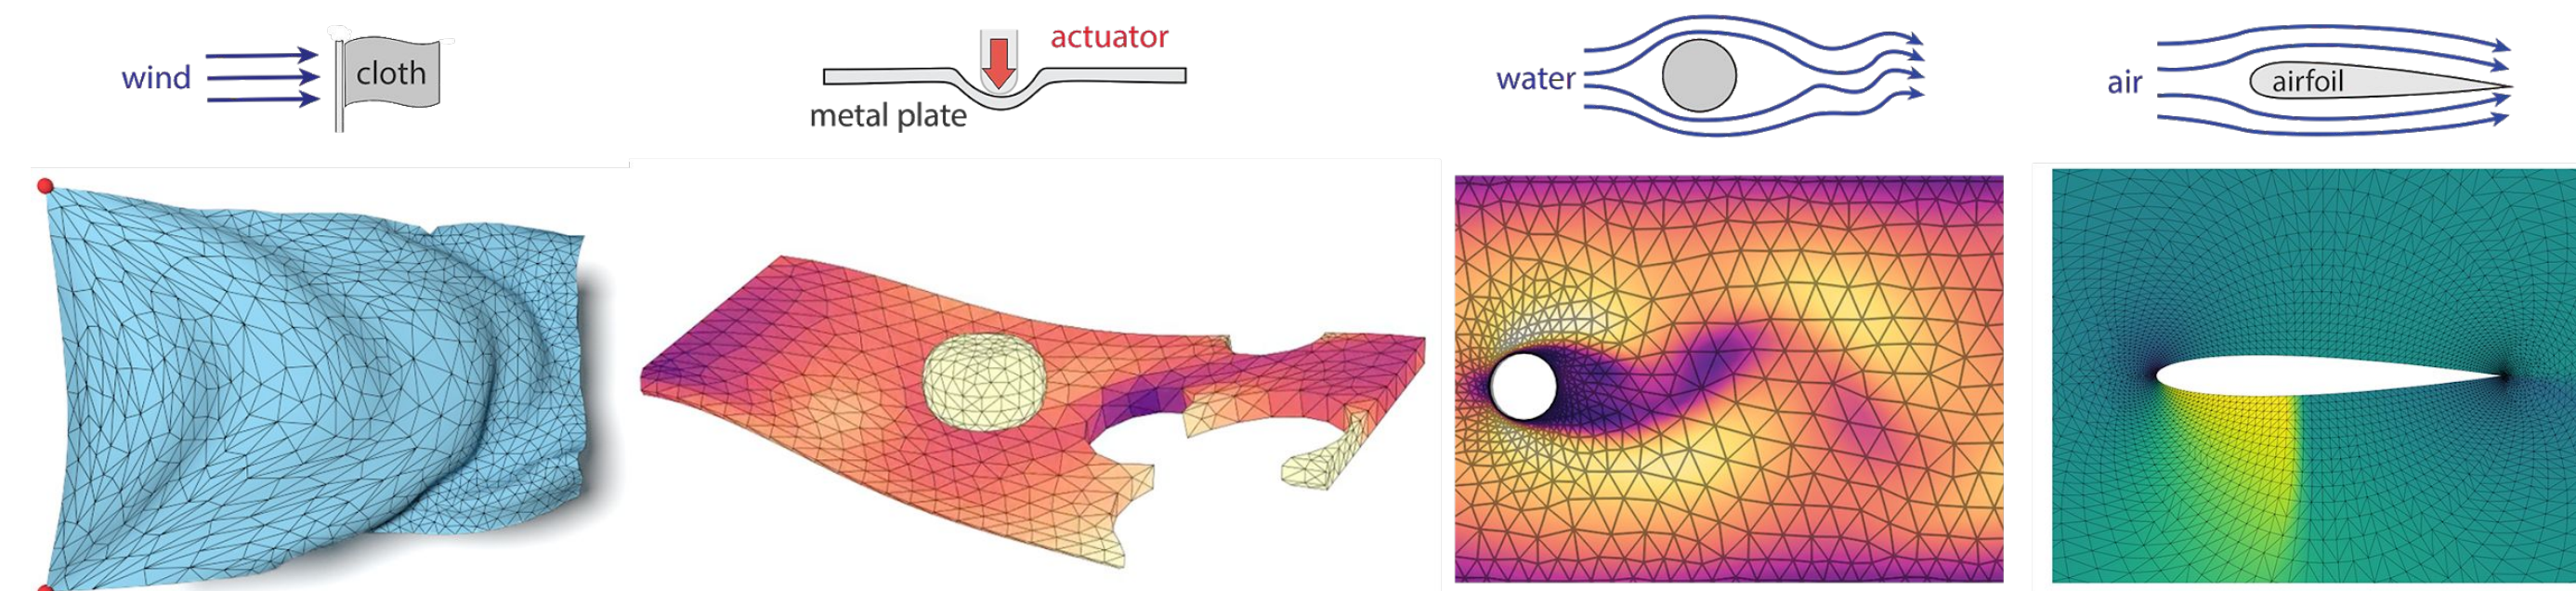 wind
cloth
actuator
metal plate
water
air
airfoil